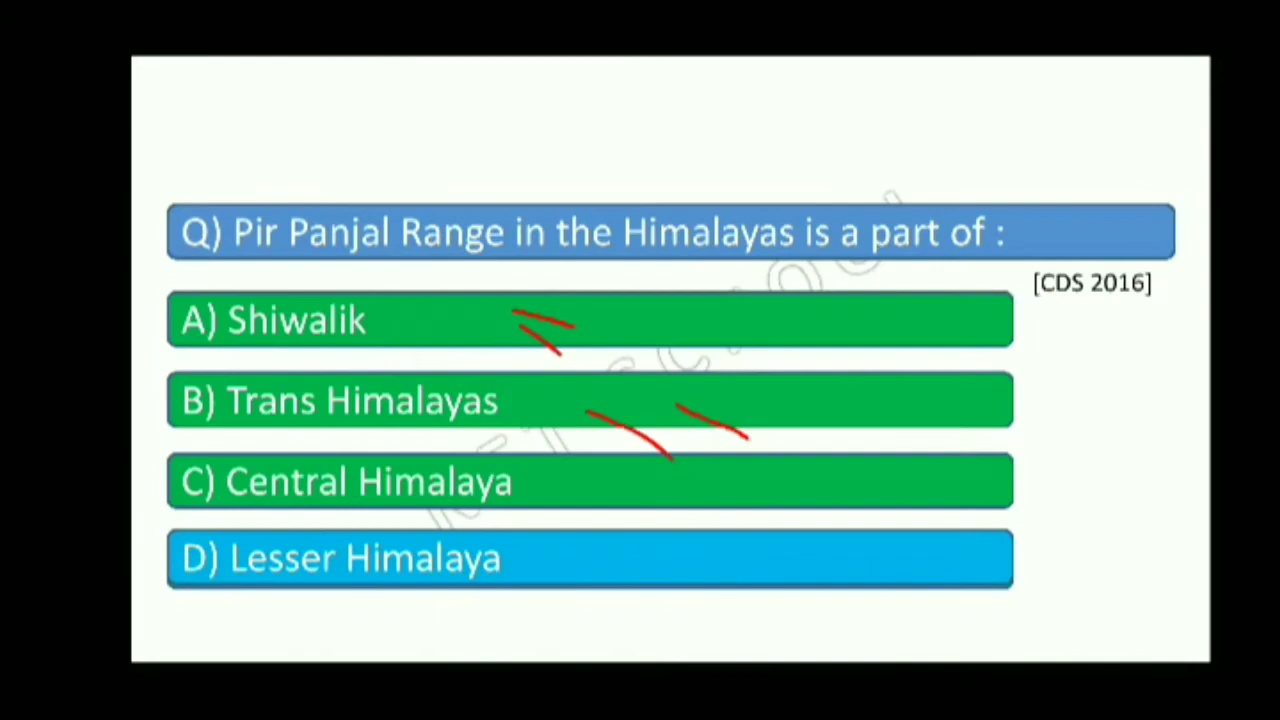 Q) Pir Panjal Range in the Himalayas is a part of :
[CDS 2016]
A) Shiwalik
B) Trans Himalayas
C) Central Himalaya
D) Lesser Himalaya